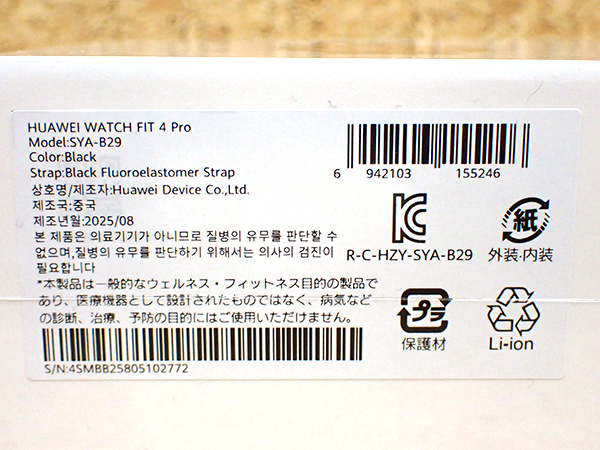 HUAWEI WATCH FIT 4 Pro
Model:SYA-B29
Color:Black
Strap:Black Fluoroelastomer Strap
상호명/제조자:Huawei Device Co.,Ltd.
제조국:중국
제조년월:2025/08
본 제품은 의료기기가 아니므로 질병의 유무를 판단할 수
없으며,질병의 유무를 판단하기 위해서는 의사의 검진이
필요합니다
*本製品は一般的なウェルネス・フィットネス目的の製品で
あり、医療機器として設計されたものではなく、病気など
の診断、治療、予防の目的にはご使用いただけません。
S/N:4SMBB25805102772
6 942103 155246
R-C-HZY-SYA-B29
紙
外装・内装
プラ
保護材
Li-ion